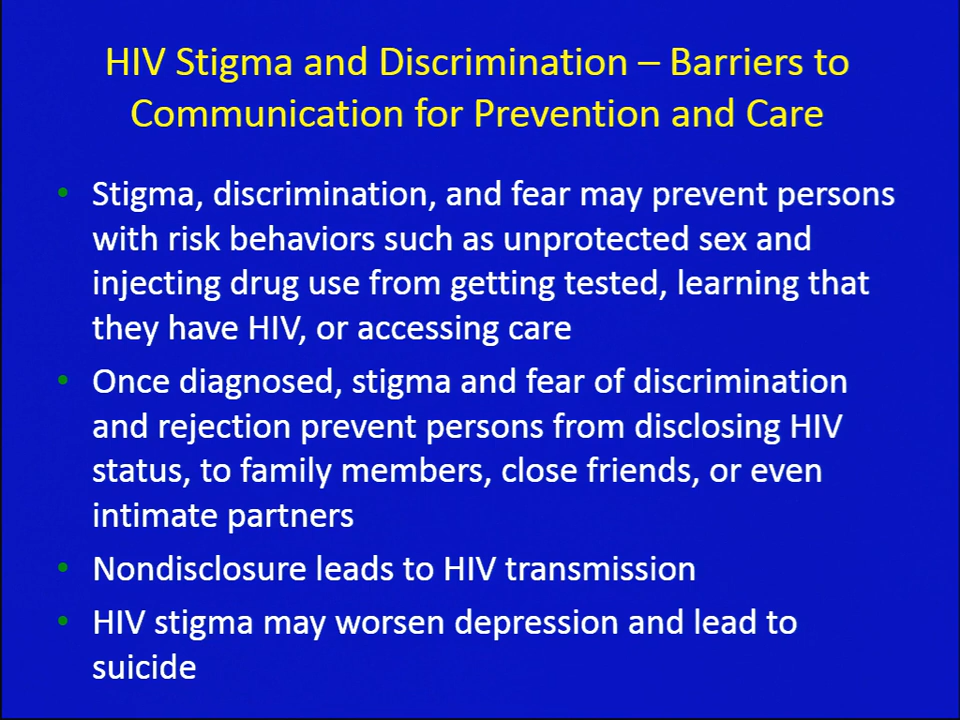 HIV Stigma and Discrimination – Barriers to
Communication for Prevention and Care
• Stigma, discrimination, and fear may prevent persons
with risk behaviors such as unprotected sex and
injecting drug use from getting tested, learning that
they have HIV, or accessing care
• Once diagnosed, stigma and fear of discrimination
and rejection prevent persons from disclosing HIV
status, to family members, close friends, or even
intimate partners
• Nondisclosure leads to HIV transmission
• HIV stigma may worsen depression and lead to
suicide